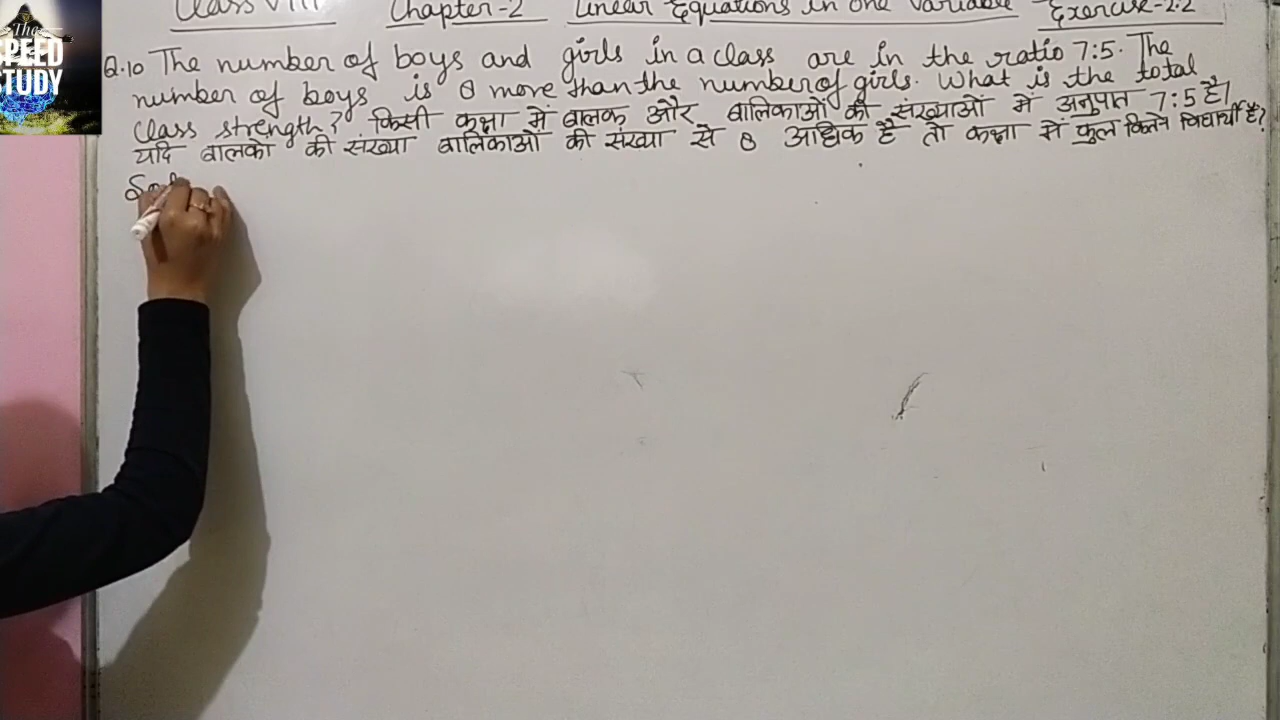 Class VIII Chapter-2 Linear Equations in One Variable Exercise-2.2
The
SPEED
STUDY
Q.10 The number of boys and girls in a class are in the ratio 7:5. The
number of boys is 8 more than the number of girls. What is the total
class strength? किसी कक्षा में बालक और बालिकाओं की संख्याओं में अनुपात 7:5 है।
यदि बालकों की संख्या बालिकाओं की संख्या से 8 अधिक है तो कक्षा में कुल कितने विद्यार्थी है?